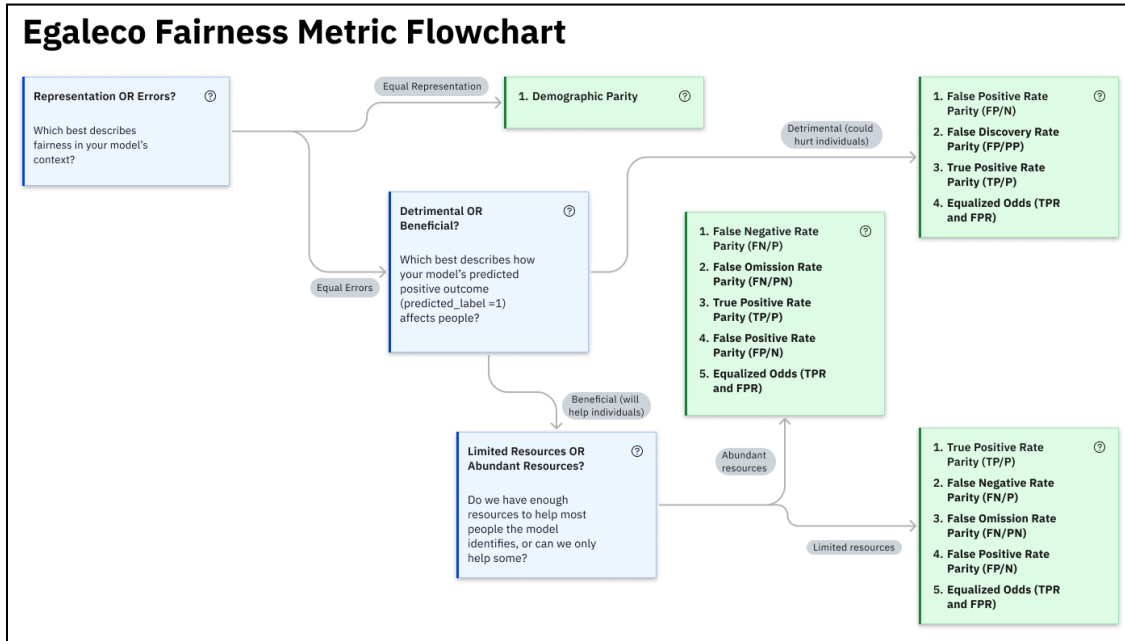 Egaleco Fairness Metric Flowchart
Representation OR Errors?
?
Which best describes
fairness in your model's
context?
Equal Representation
1. Demographic Parity
?
Equal Errors
Detrimental OR
Beneficial?
?
Which best describes how
your model's predicted
positive outcome
(predicted_label =1)
affects people?
Detrimental (could
hurt individuals)
1. False Positive Rate
Parity (FP/N)
?
2. False Discovery Rate
Parity (FP/PP)
3. True Positive Rate
Parity (TP/P)
4. Equalized Odds (TPR
and FPR)
Beneficial (will
help individuals)
Limited Resources OR
Abundant Resources?
?
Do we have enough
resources to help most
people the model
identifies, or can we only
help some?
Abundant
resources
1. False Negative Rate
Parity (FN/P)
?
2. False Omission Rate
Parity (FN/PN)
3. True Positive Rate
Parity (TP/P)
4. False Positive Rate
Parity (FP/N)
5. Equalized Odds (TPR
and FPR)
Limited resources
1. True Positive Rate
Parity (TP/P)
?
2. False Negative Rate
Parity (FN/P)
3. False Omission Rate
Parity (FN/PN)
4. False Positive Rate
Parity (FP/N)
5. Equalized Odds (TPR
and FPR)